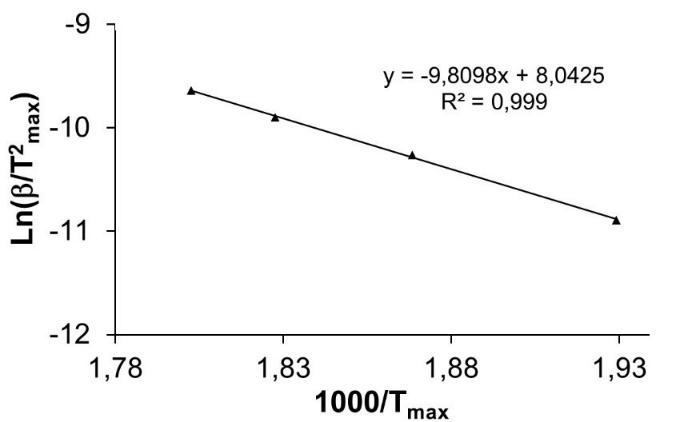 -9
y = -9,8098x + 8,0425
R² = 0,999
-10
-11
-12
Ln(β/T²max)
1,78 1,83 1,88 1,93
1000/Tmax